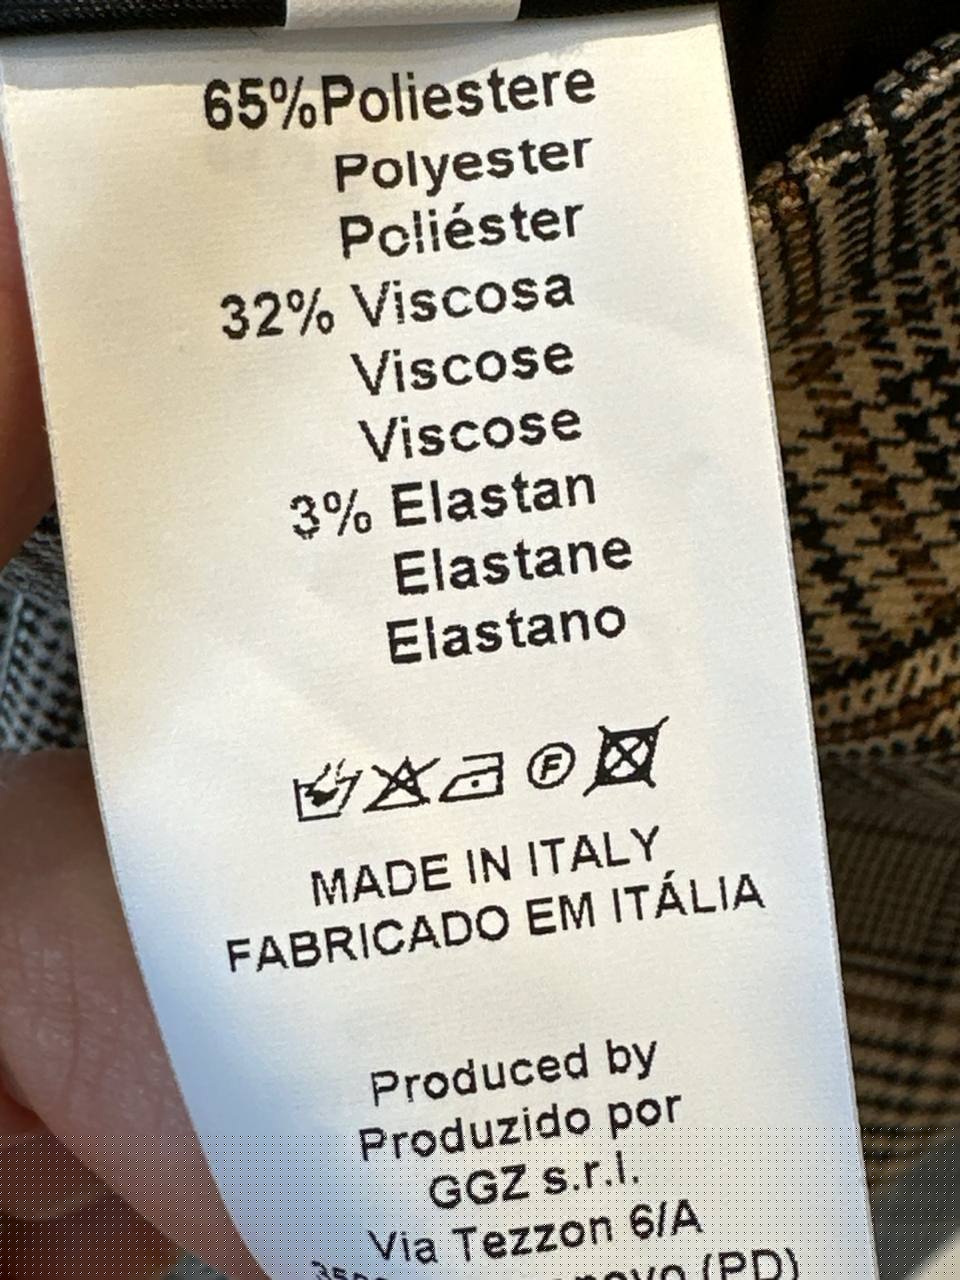 65%Poliestere
Polyester
Poliéster
32% Viscosa
Viscose
Viscose
3% Elastan
Elastane
Elastano
F
MADE IN ITALY
FABRICADO EM ITÁLIA
Produced by
Produzido por
GGZ s.r.l.
Via Tezzon 6/A
(PD)